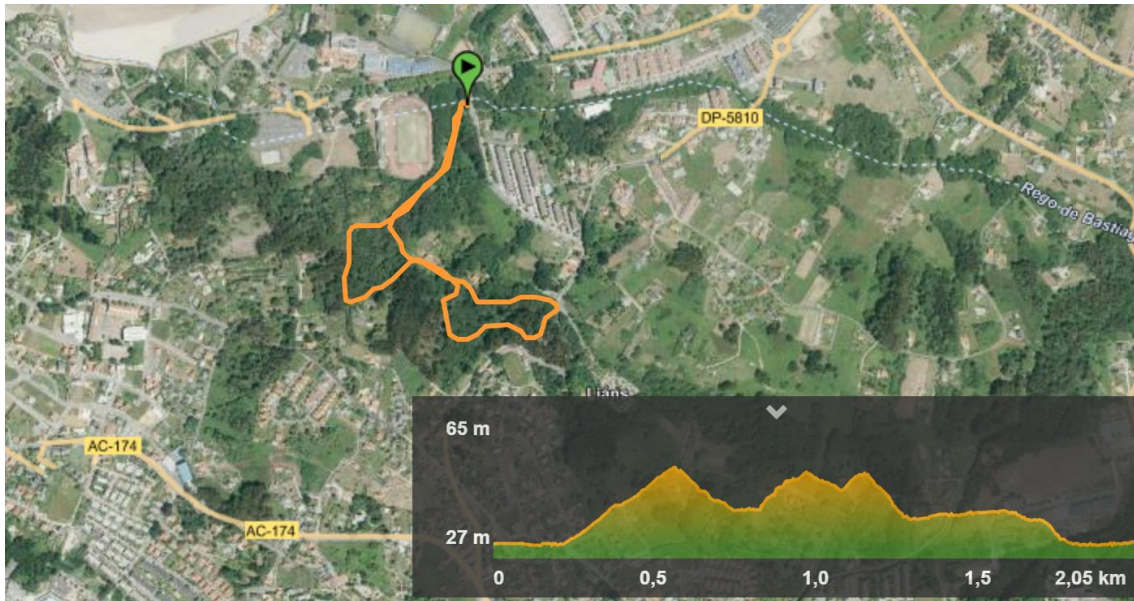 DP-5810
Rego de Bastiag
Liáns
AC-174
AC-174
65 m
27 m
0
0,5
1,0
1,5
2,05 km